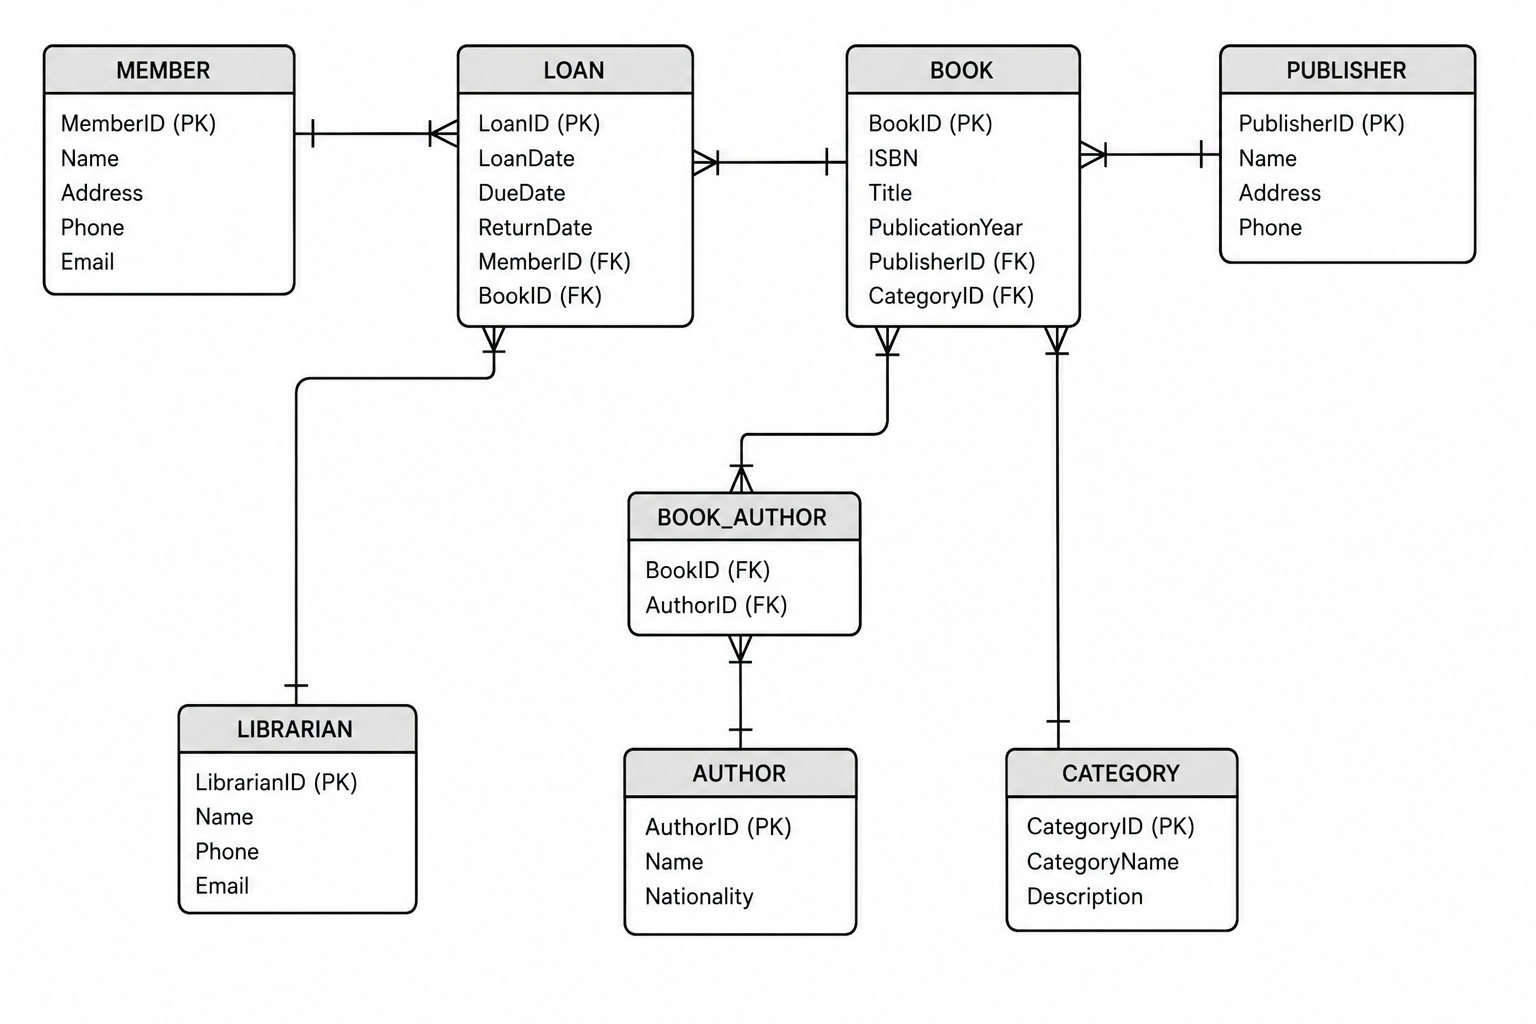 MEMBER
MemberID (PK)
Name
Address
Phone
Email
LOAN
LoanID (PK)
LoanDate
DueDate
ReturnDate
MemberID (FK)
BookID (FK)
BOOK
BookID (PK)
ISBN
Title
PublicationYear
PublisherID (FK)
CategoryID (FK)
PUBLISHER
PublisherID (PK)
Name
Address
Phone
BOOK_AUTHOR
BookID (FK)
AuthorID (FK)
LIBRARIAN
LibrarianID (PK)
Name
Phone
Email
AUTHOR
AuthorID (PK)
Name
Nationality
CATEGORY
CategoryID (PK)
CategoryName
Description